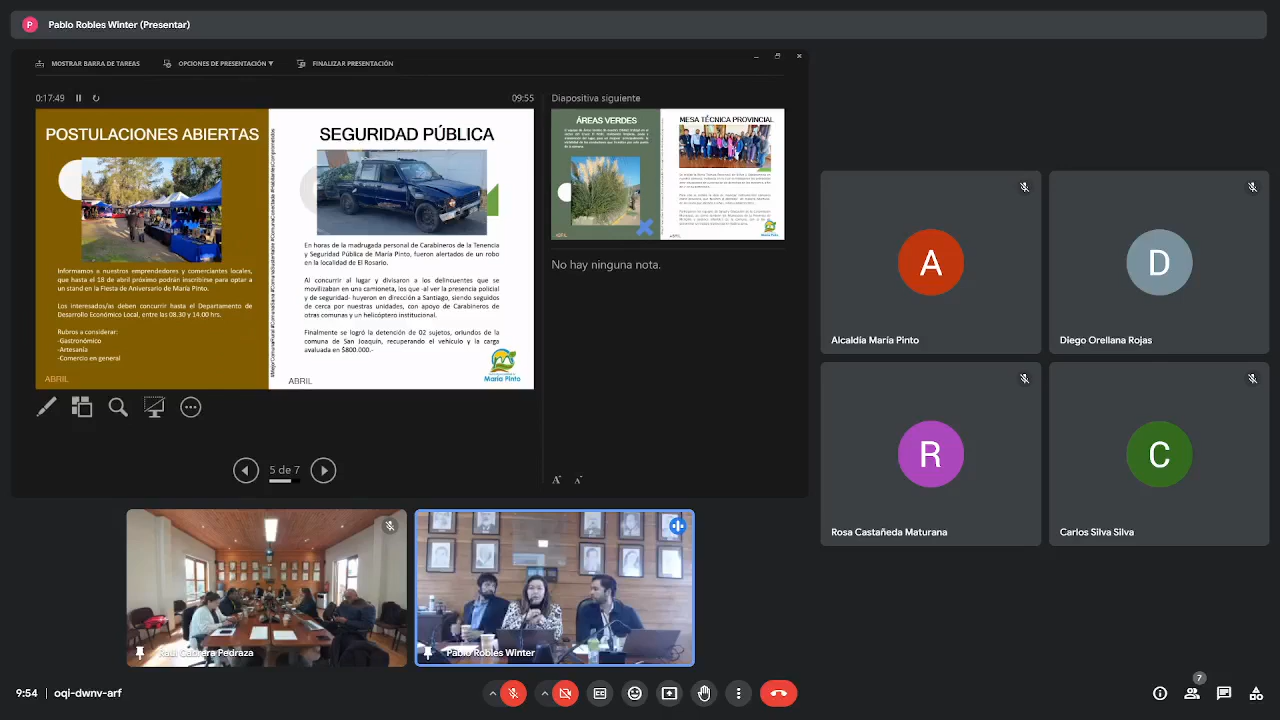 P Pablo Robles Winter (Presentar)
MOSTRAR BARRA DE TAREAS
OPCIONES DE PRESENTACIÓN ▼
FINALIZAR PRESENTACIÓN
0:17:49
09:55
Diapositiva siguiente
POSTULACIONES ABIERTAS
Informamos a nuestros emprendedores y comerciantes locales,
que hasta el 18 de abril próximo podrán inscribirse para optar a
un stand en la Fiesta de Aniversario de María Pinto.
Los interesados/as deben concurrir hasta el Departamento de
Desarrollo Económico Local, entre las 08.30 y 14.00 hrs.
Rubros a considerar:
-Gastronómico
-Artesanía
-Comercio en general
ABRIL
SEGURIDAD PÚBLICA
En horas de la madrugada personal de Carabineros de la Tenencia
y Seguridad Pública de María Pinto, fueron alertados de un robo
en la localidad de El Rosario.
Al concurrir al lugar y divisaron a los delincuentes que se
movilizaban en una camioneta, los que -al ver la presencia policial
y de seguridad- huyeron en dirección a Santiago, siendo seguidos
de cerca por nuestras unidades, con apoyo de Carabineros de
otras comunas y un helicóptero institucional.
Finalmente se logró la detención de 02 sujetos, oriundos de la
comuna de San Joaquín, recuperando el vehículo y la carga
avaluada en $800.000.-
ABRIL
María Pinto
ÁREAS VERDES
ABRIL
MESA TÉCNICA PROVINCIAL
ABRIL
María Pinto
No hay ninguna nota.
5 de 7
A
Alcaldía María Pinto
D
Diego Orellana Rojas
R
Rosa Castañeda Maturana
C
Carlos Silva Silva
Raúl Cabrera Pedraza
Pablo Robles Winter
9:54 | oqi-dwnv-arf
7